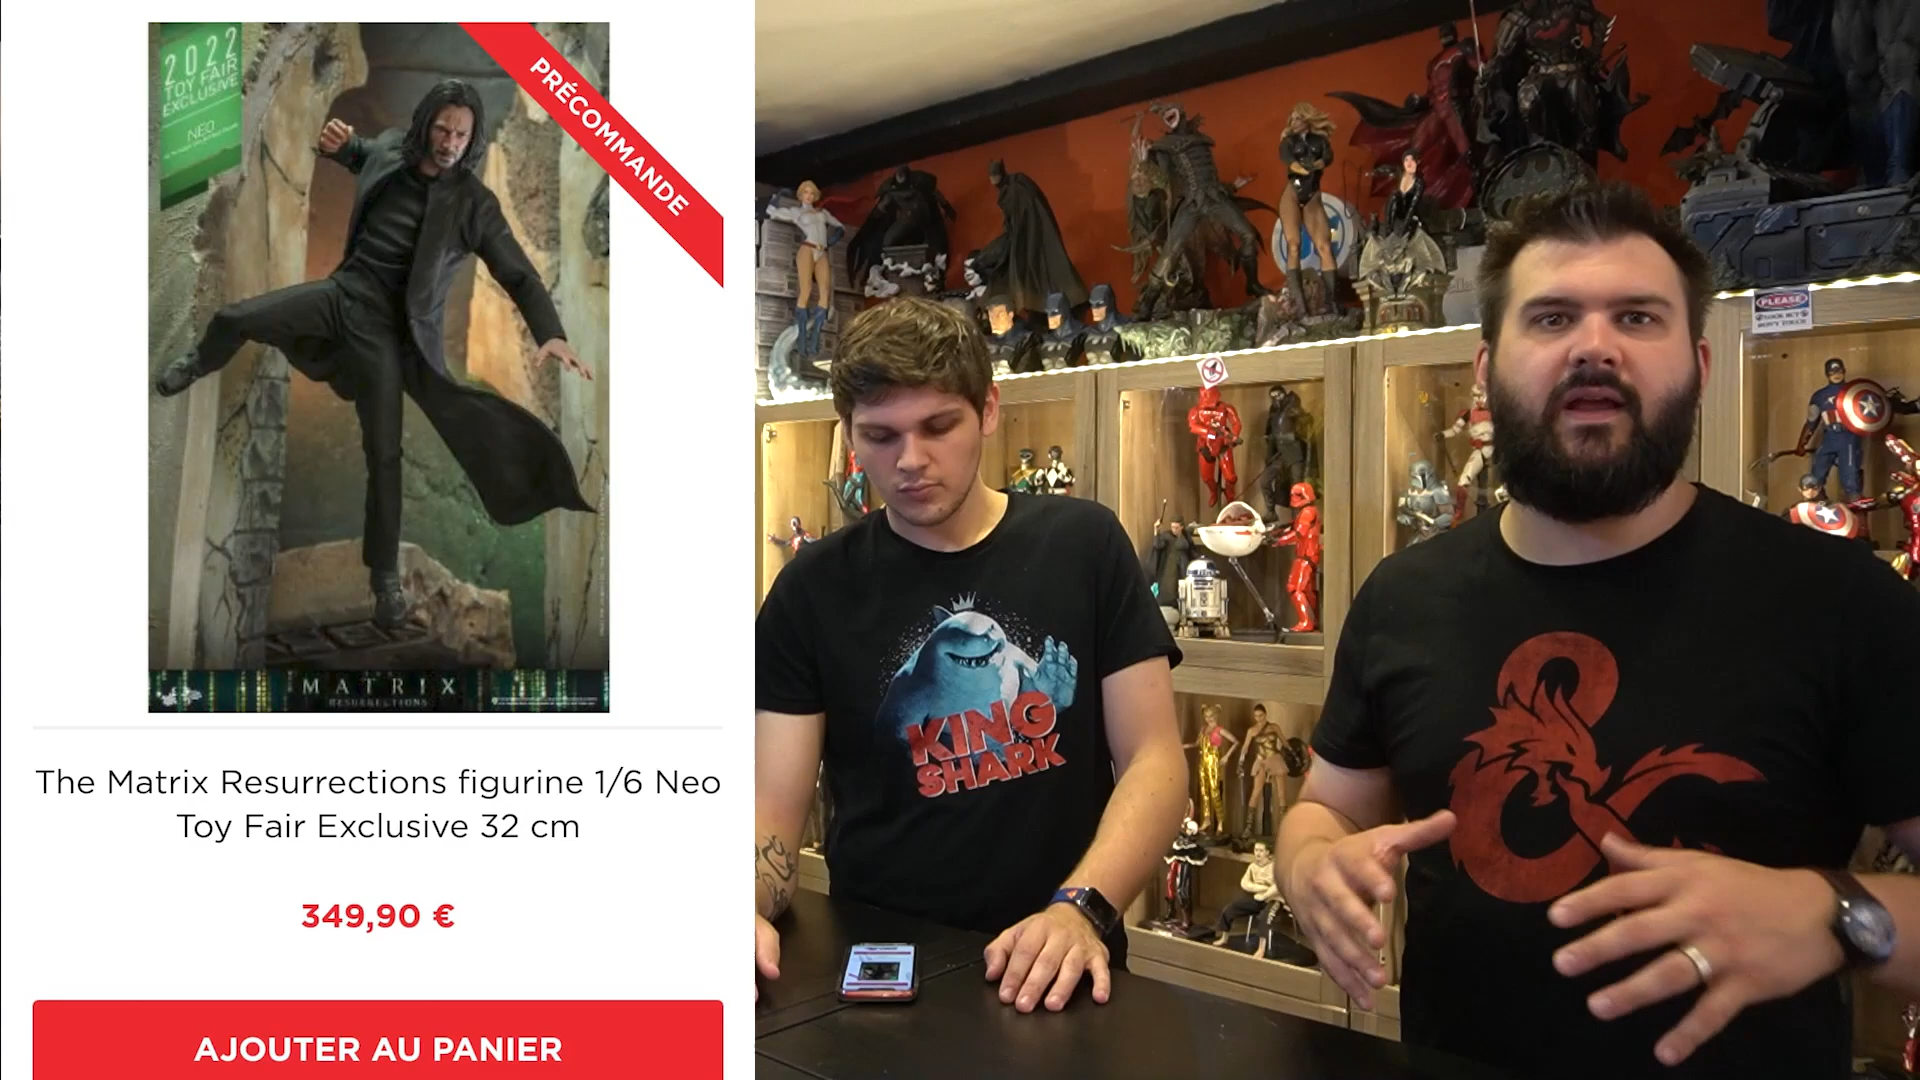 2022
TOY FAIR
EXCLUSIVE
NEO
PRÉCOMMANDE
MATRIX
RESURRECTIONS
The Matrix Resurrections figurine 1/6 Neo
Toy Fair Exclusive 32 cm
349,90 €
AJOUTER AU PANIER
KING
SHARK
PLEASE